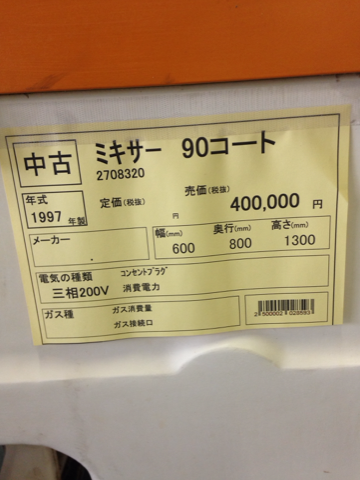 中古 ミキサー 90コート
2708320
年式
1997 年製
定価(税抜) 円
売価(税抜) 400,000 円
メーカー
幅(mm) 奥行(mm) 高さ(mm)
600 800 1300
電気の種類 コンセントプラグ
三相200V 消費電力
ガス種 ガス消費量
ガス接続口